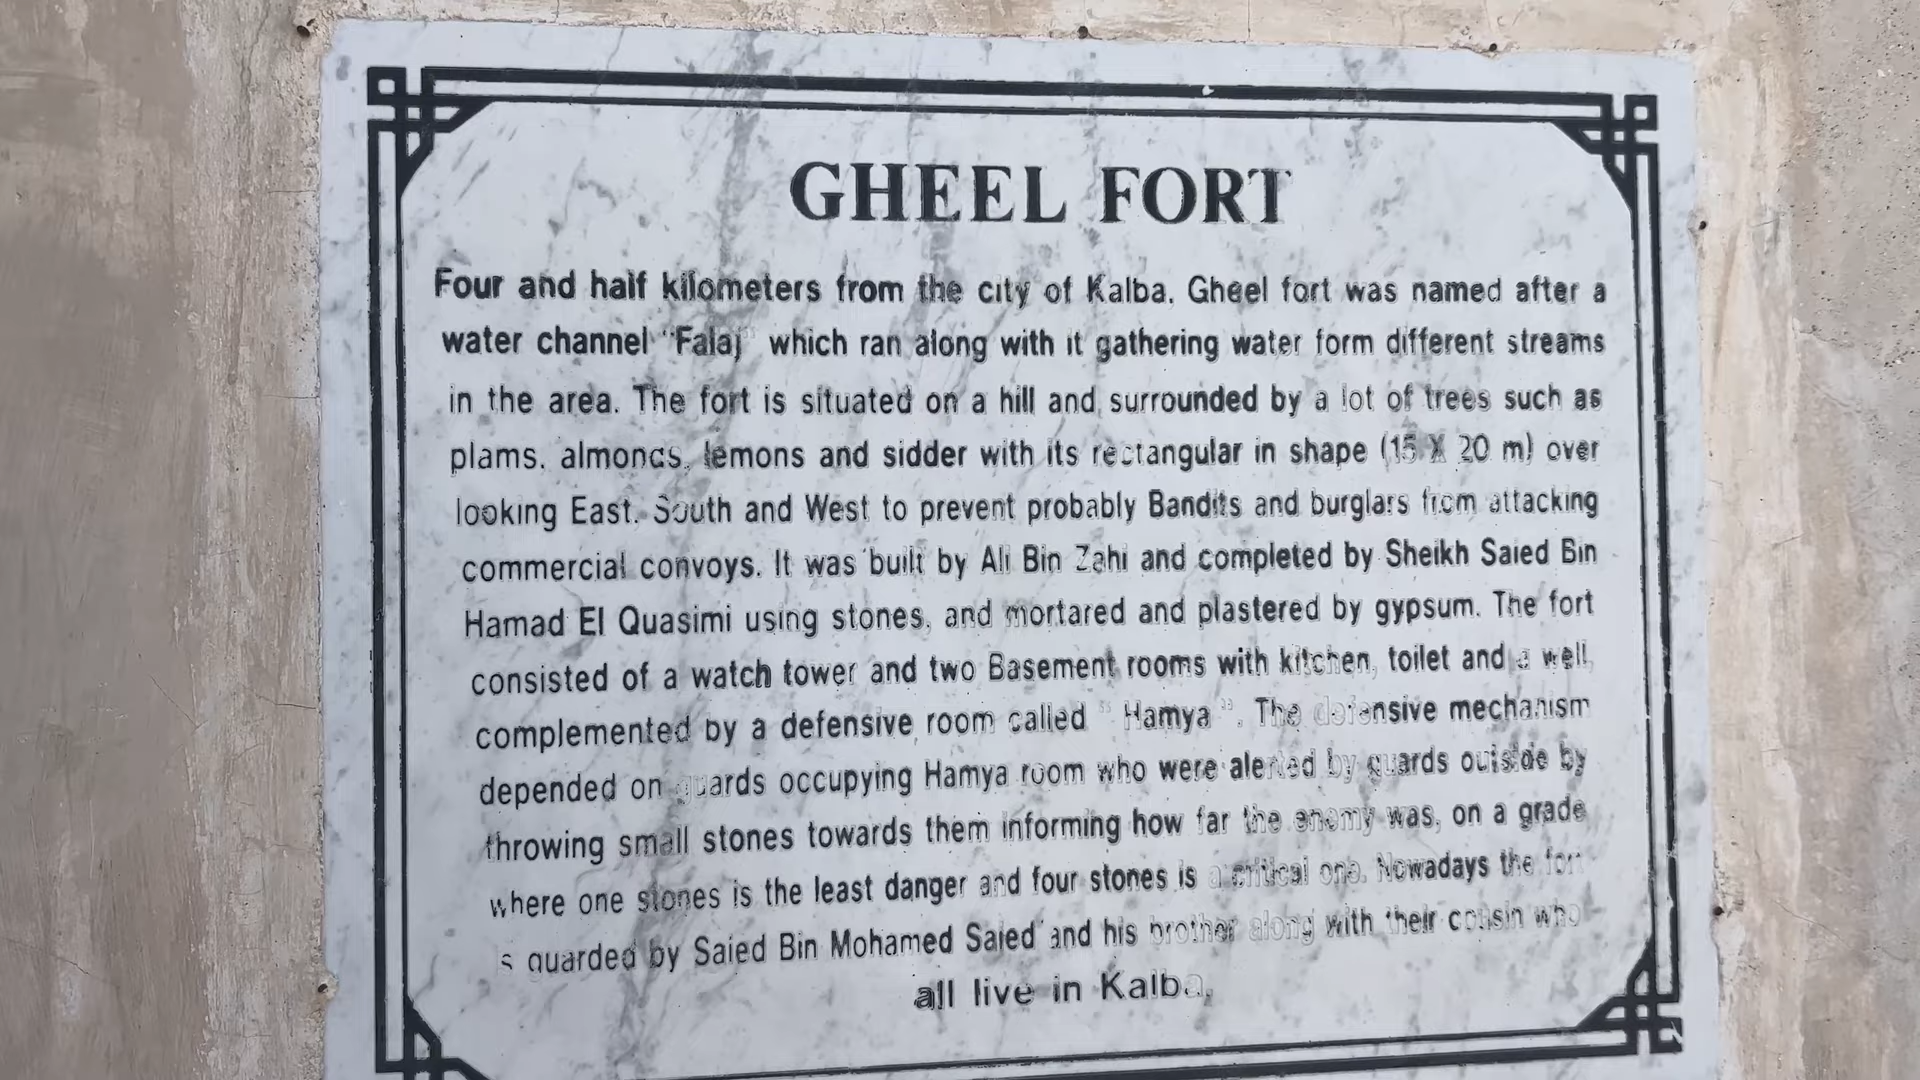 GHEEL FORT
Four and half kilometers from the city of Kalba. Gheel fort was named after a
water channel "Falaj" which ran along with it gathering water form different streams
in the area. The fort is situated on a hill and surrounded by a lot of trees such as
plams. almonds, lemons and sidder with its rectangular in shape (15 X 20 m) over
looking East. South and West to prevent probably Bandits and burglars from attacking
commercial convoys. It was built by Ali Bin Zahi and completed by Sheikh Saied Bin
Hamad El Quasimi using stones, and mortared and plastered by gypsum. The fort
consisted of a watch tower and two Basement rooms with kitchen, toilet and a well,
complemented by a defensive room called " Hamya ". The defensive mechanism
depended on guards occupying Hamya room who were alerted by guards outside by
throwing small stones towards them informing how far the enemy was, on a grade
where one stones is the least danger and four stones is a critical one. Nowadays the fort
is guarded by Saied Bin Mohamed Saied and his brother along with their cousin who
all live in Kalba.